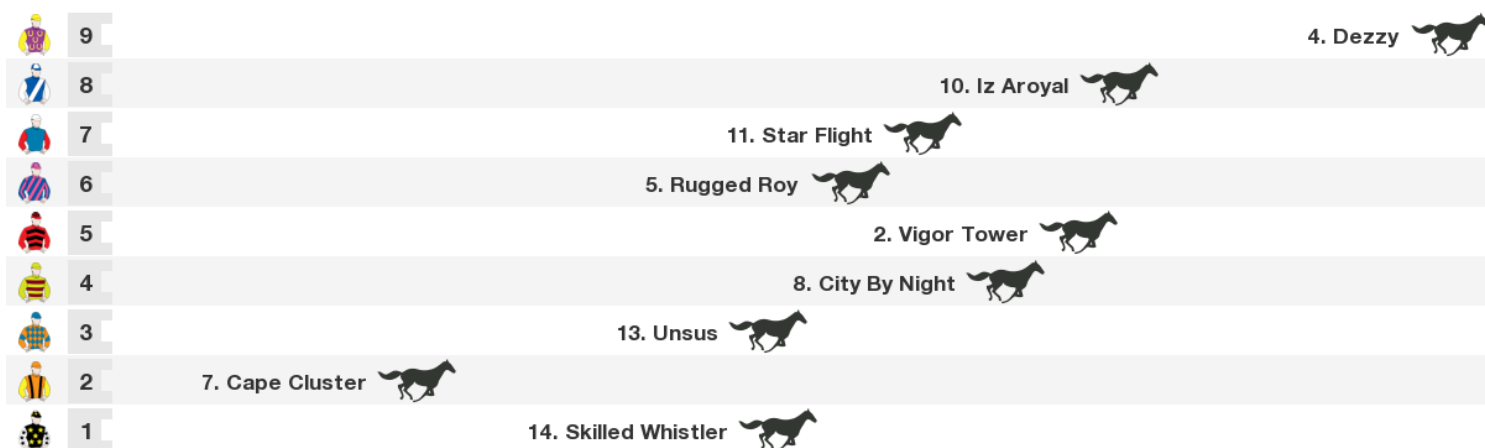 9 4. Dezzy
8 10. Iz Aroyal
7 11. Star Flight
6 5. Rugged Roy
5 2. Vigor Tower
4 8. City By Night
3 13. Unsus
2 7. Cape Cluster
1 14. Skilled Whistler